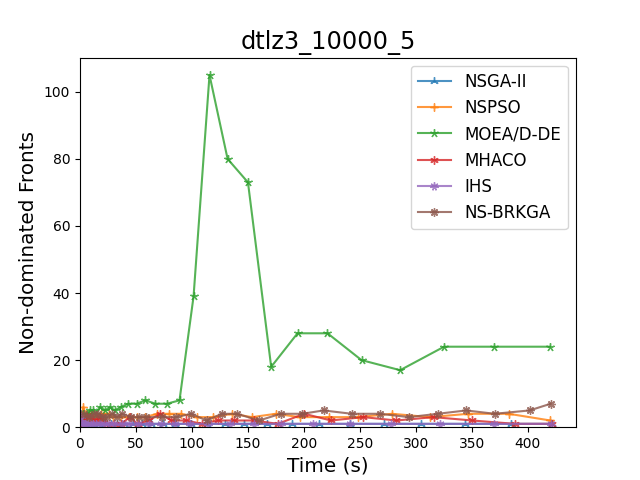 dtlz3_10000_5
Non-dominated Fronts
100
80
60
40
20
0
0 50 100 150 200 250 300 350 400
Time (s)
NSGA-II
NSPSO
MOEA/D-DE
MHACO
IHS
NS-BRKGA